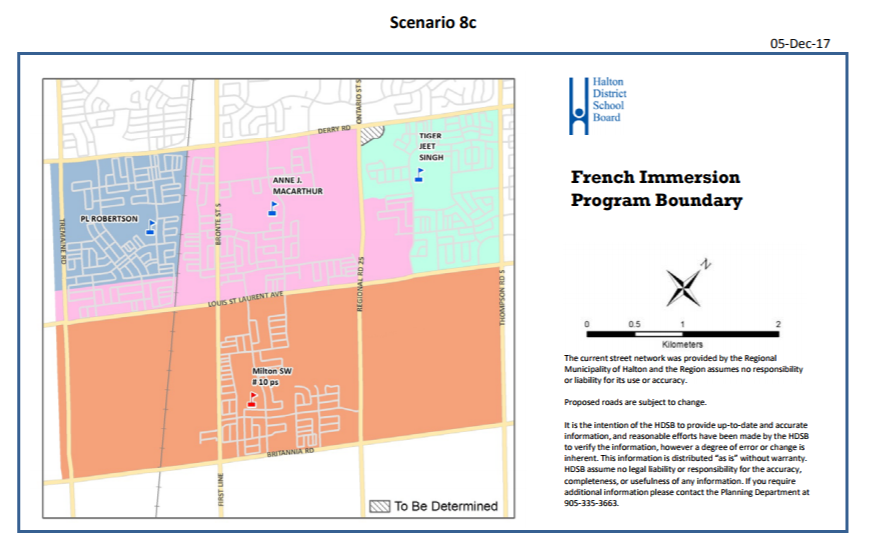 Scenario 8c
05-Dec-17
Halton
District
School
Board
French Immersion
Program Boundary
DERRY RD
ONTARIO ST S
TIGER
JEET
SINGH
ANNE J.
MACARTHUR
PL ROBERTSON
TREMAINE RD
BRONTE ST S
REGIONAL RD 25
THOMPSON RD S
LOUIS ST LAURENT AVE
Milton SW
# 10 ps
BRITANNIA RD
FIRST LINE
To Be Determined
N
0 0.5 1 2
Kilometers
The current street network was provided by the Regional
Municipality of Halton and the Region assumes no responsibility
or liability for its use or accuracy.
Proposed roads are subject to change.
It is the intention of the HDSB to provide up-to-date and accurate
information, and reasonable efforts have been made by the HDSB
to verify the information, however a degree of error or change is
inherent. This information is distributed "as is" without warranty.
HDSB assume no legal liability or responsibility for the accuracy,
completeness, or usefulness of any information. If you require
additional information please contact the Planning Department at
905-335-3663.